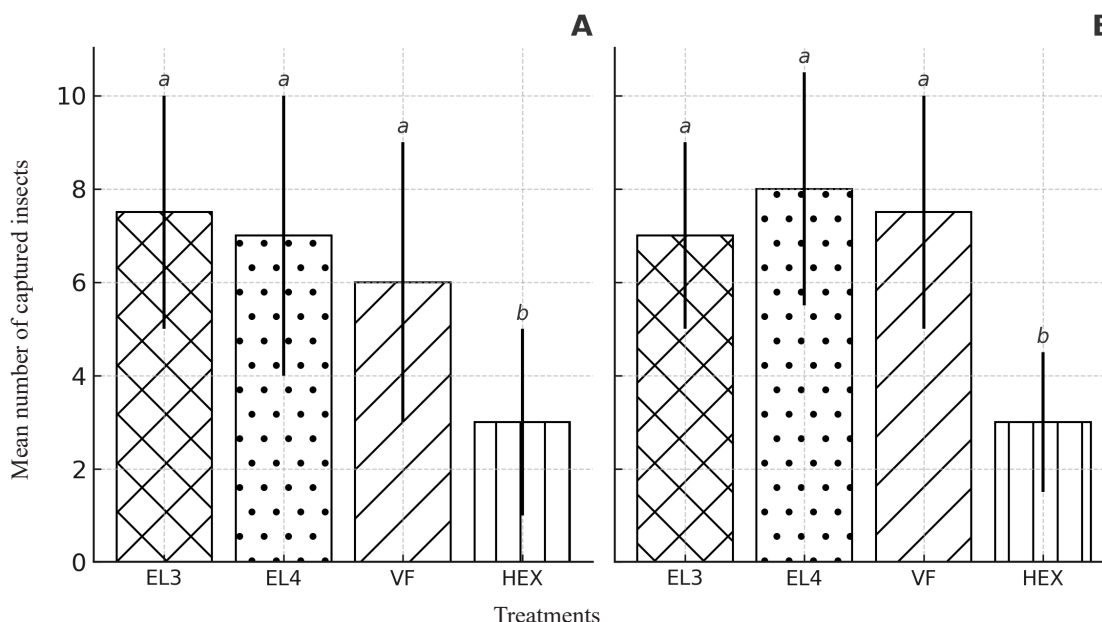 A
B
a
a
a
b
a
a
a
b
10
8
6
4
2
0
Mean number of captured insects
EL3 EL4 VF HEX
EL3 EL4 VF HEX
Treatments